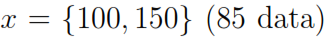 x = {100, 150} (85 data)